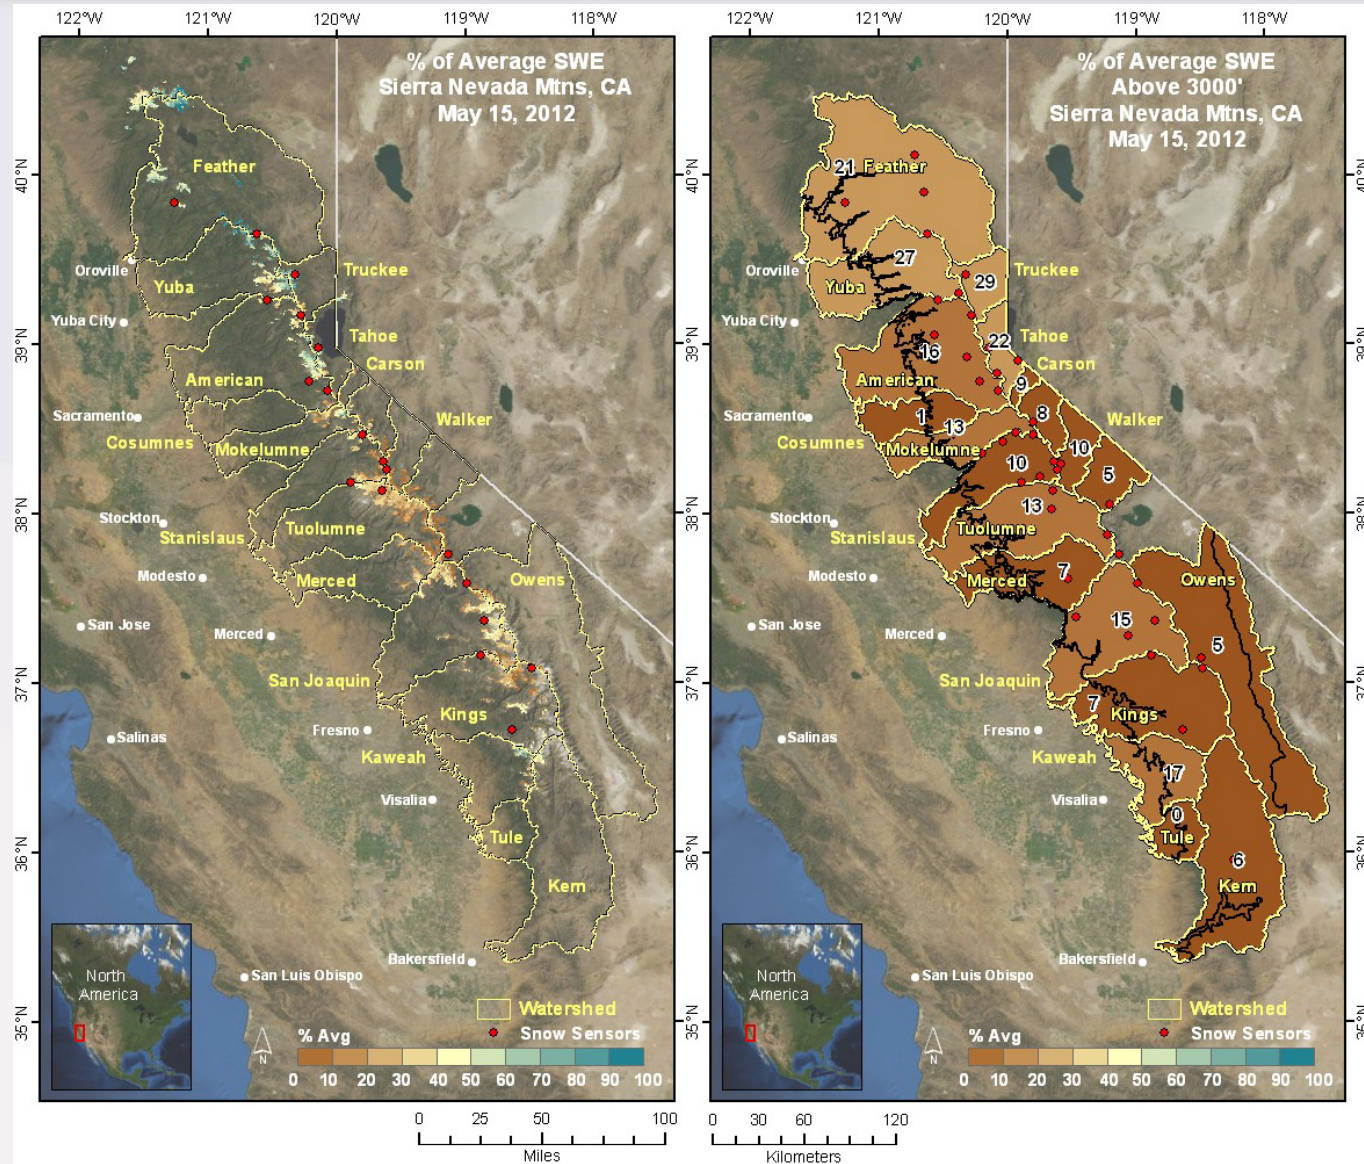 122°W 121°W 120°W 119°W 118°W
% of Average SWE
Sierra Nevada Mtns, CA
May 15, 2012
40°N
39°N
38°N
37°N
36°N
35°N
Feather
Oroville
Truckee
Yuba
Yuba City
Tahoe
Carson
American
Sacramento
Walker
Cosumnes
Mokelumne
Stockton
Tuolumne
Stanislaus
Modesto
Merced
Owens
San Jose
Merced
San Joaquin
Kings
Salinas
Fresno
Kaweah
Visalia
Tule
Kern
Bakersfield
North
America
San Luis Obispo
Watershed
% Avg
Snow Sensors
N
0 10 20 30 40 50 60 70 80 90 100
0 25 50 100
Miles
122°W 121°W 120°W 119°W 118°W
% of Average SWE
Above 3000'
Sierra Nevada Mtns, CA
May 15, 2012
40°N
39°N
38°N
37°N
36°N
35°N
21
Feather
27
Oroville
29
Truckee
Yuba
Yuba City
Tahoe
22
16
Carson
9
American
Sacramento
1
13
8
Walker
Cosumnes
Mokelumne
10
10
5
13
Stockton
Tuolumne
Stanislaus
Modesto
Merced
7
Owens
San Jose
15
Merced
5
San Joaquin
7
Kings
Salinas
Fresno
Kaweah
17
Visalia
0
Tule
6
Kern
Bakersfield
North
America
San Luis Obispo
Watershed
% Avg
Snow Sensors
N
0 10 20 30 40 50 60 70 80 90 100
0 30 60 120
Kilometers